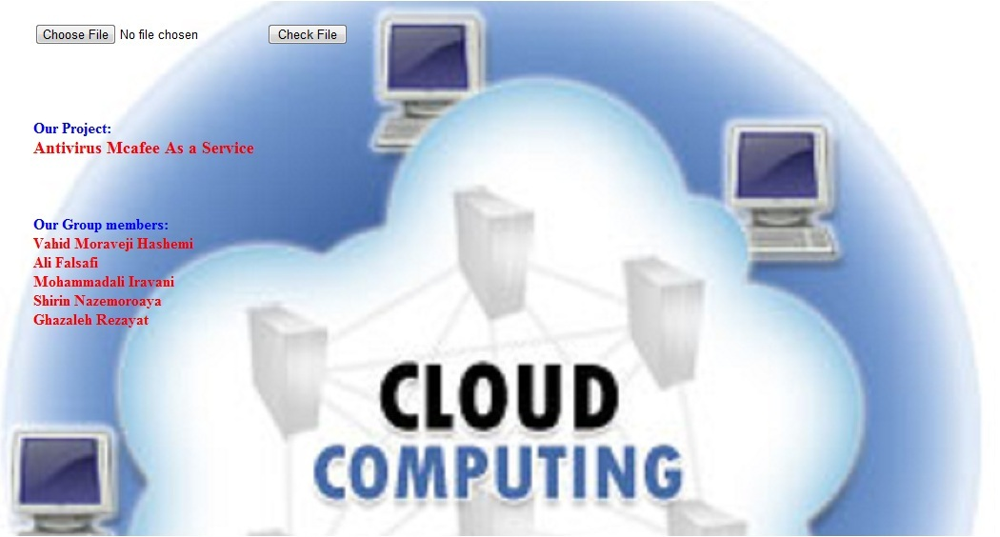 Choose File No file chosen Check File
Our Project:
Antivirus Mcafee As a Service
Our Group members:
Vahid Moraveji Hashemi
Ali Falsafi
Mohammadali Iravani
Shirin Nazemoroaya
Ghazaleh Rezayat
CLOUD
COMPUTING